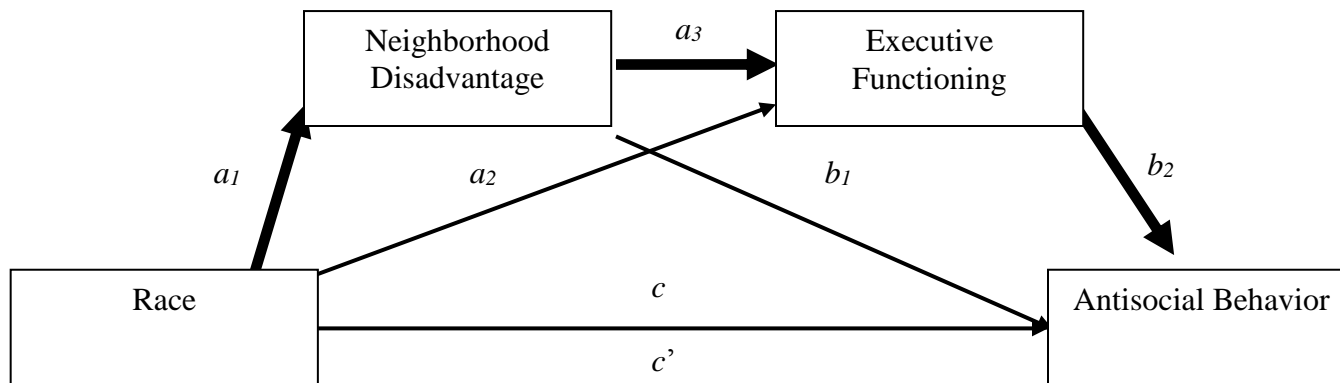 Neighborhood
Disadvantage
a3
Executive
Functioning
a1
a2
b1
b2
Race
c
c’
Antisocial Behavior